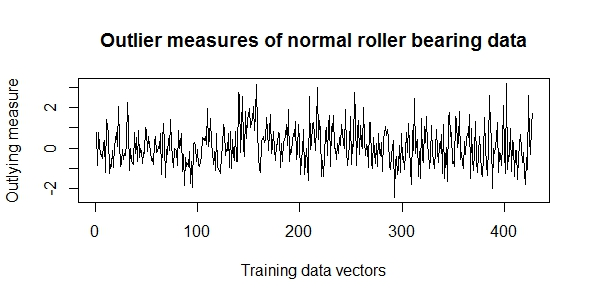 Outlier measures of normal roller bearing data
Outlying measure
2
0
-2
0
100
200
300
400
Training data vectors